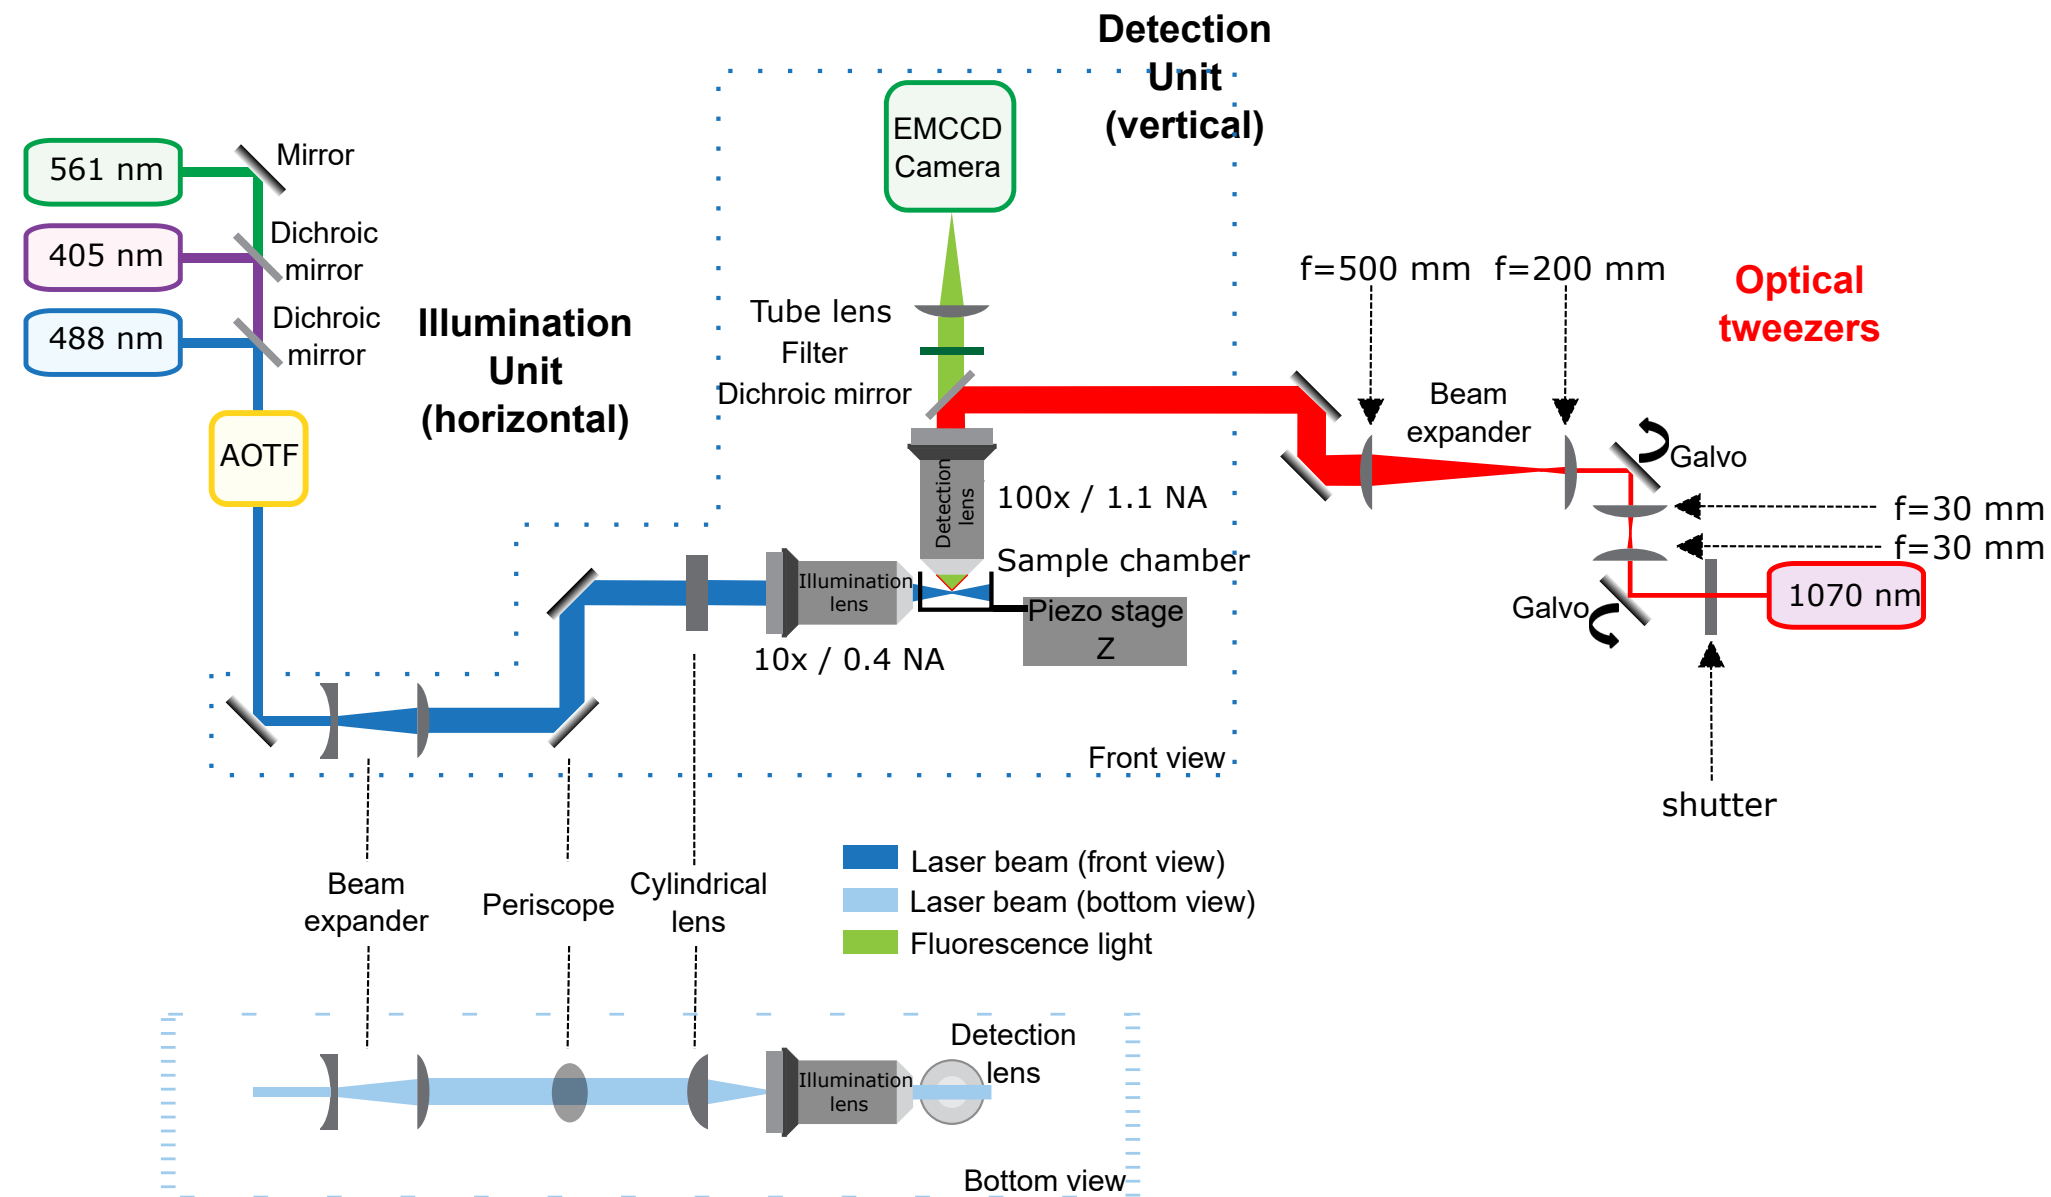 Detection
Unit
(vertical)
EMCCD
Camera
561 nm
Mirror
405 nm
Dichroic
mirror
488 nm
Dichroic
mirror
AOTF
Illumination
Unit
(horizontal)
Tube lens
Filter
Dichroic mirror
f=500 mm
f=200 mm
Optical
tweezers
Beam
expander
Galvo
f=30 mm
f=30 mm
1070 nm
Galvo
shutter
Detection
lens
100x / 1.1 NA
Sample chamber
Illumination
lens
Piezo stage
Z
10x / 0.4 NA
Front view
Beam
expander
Periscope
Cylindrical
lens
Laser beam (front view)
Laser beam (bottom view)
Fluorescence light
Detection
lens
Illumination
lens
Bottom view